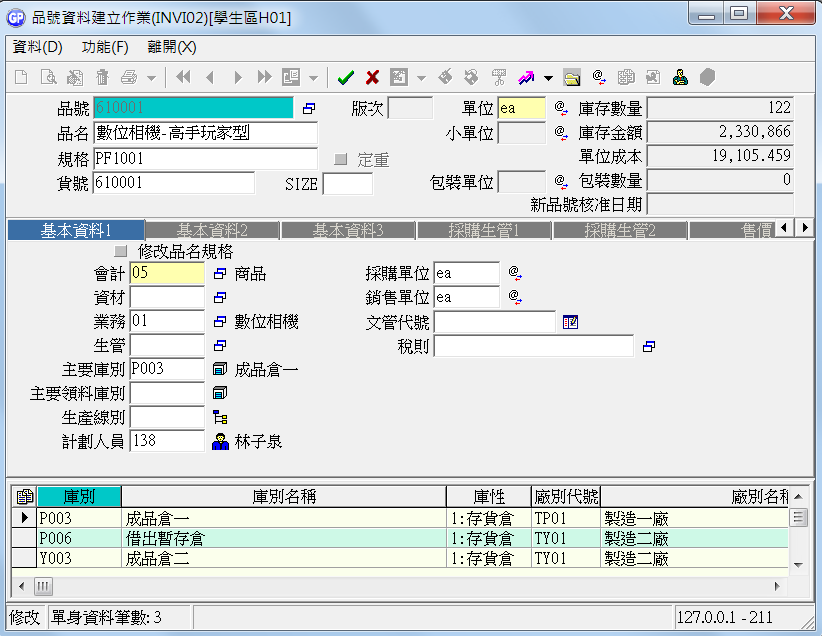 GP 品號資料建立作業(INVI02)[學生區H01]
資料(D) 功能(F) 離開(X)
品號 610001 版次 單位 ea 庫存數量 122
品名 數位相機-高手玩家型 小單位 庫存金額 2,330,866
規格 PF1001 定重 單位成本 19,105.459
貨號 610001 SIZE 包裝單位 包裝數量 0
新品號核准日期
基本資料1 基本資料2 基本資料3 採購生管1 採購生管2 售價
修改品名規格
會計 05 商品 採購單位 ea
資材 銷售單位 ea
業務 01 數位相機 文管代號
生管 稅則
主要庫別 P003 成品倉一
主要領料庫別
生產線別
計劃人員 138 林子泉
庫別 庫別名稱 庫性 廠別代號 廠別名稱
P003 成品倉一 1:存貨倉 TP01 製造一廠
P006 借出暫存倉 1:存貨倉 TY01 製造二廠
Y003 成品倉二 1:存貨倉 TY01 製造二廠
修改 單身資料筆數: 3 127.0.0.1 - 211